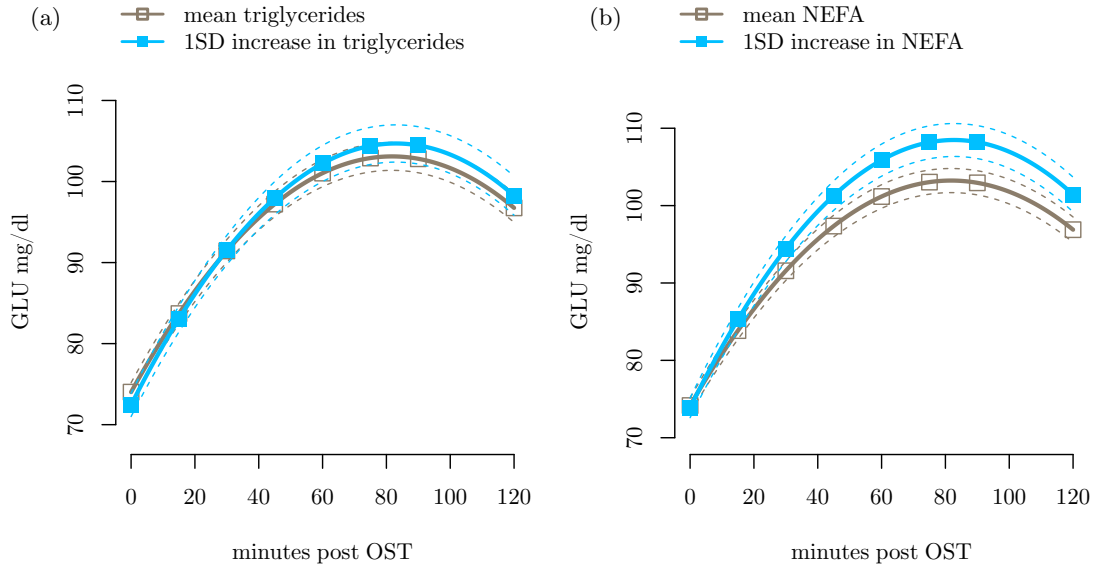 (a)
mean triglycerides
1SD increase in triglycerides
GLU mg/dl
110
100
90
80
70
0 20 40 60 80 100 120
minutes post OST
(b)
mean NEFA
1SD increase in NEFA
GLU mg/dl
110
100
90
80
70
0 20 40 60 80 100 120
minutes post OST